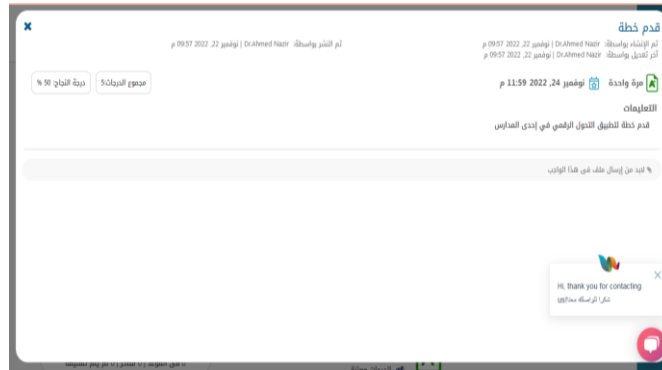 قدم خطة
تم الإنشاء بواسطة: Dr.Ahmed Nazir | نوفمبر 22, 2022 09:57 م
تم النشر بواسطة: Dr.Ahmed Nazir | نوفمبر 22, 2022 09:57 م
آخر تعديل بواسطة: Dr.Ahmed Nazir | نوفمبر 22, 2022 09:57 م
مرة واحدة نوفمبر 24, 2022 11:59 م
مجموع الدرجات:5
درجة النجاح: 50 %
التعليمات
قدم خطة لتطبيق التحول الرقمي في إحدى المدارس
لابد من إرسال ملف في هذا الواجب
Hi, thank you for contacting
us/شكرا لمراسلتك معنا